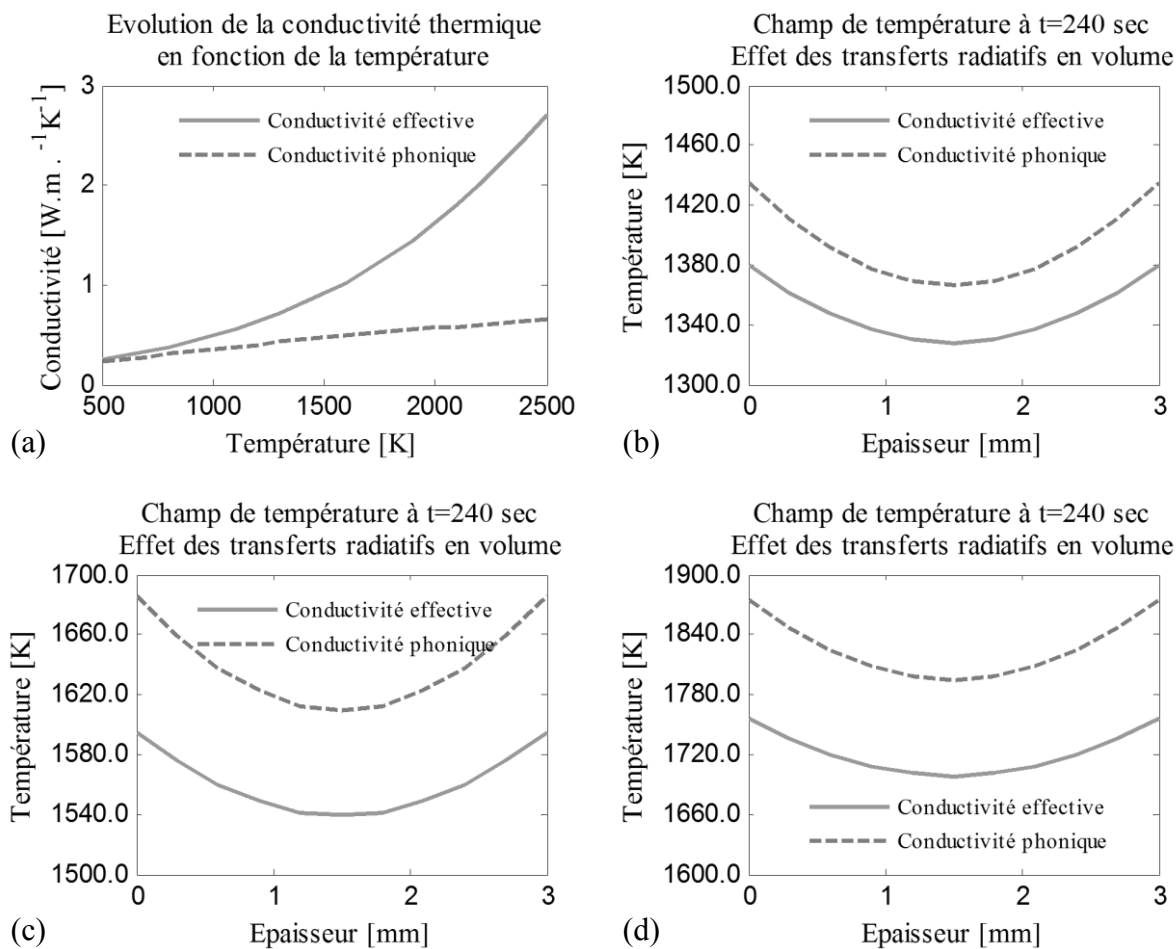 Evolution de la conductivité thermique
en fonction de la température
3
2
1
0
Conductivité [W.m . -1K-1]
Conductivité effective
Conductivité phonique
500 1000 1500 2000 2500
Température [K]
(a)
Champ de température à t=240 sec
Effet des transferts radiatifs en volume
1500.0
1460.0
1420.0
1380.0
1340.0
1300.0
Température [K]
Conductivité effective
Conductivité phonique
0 1 2 3
Epaisseur [mm]
(b)
Champ de température à t=240 sec
Effet des transferts radiatifs en volume
1700.0
1660.0
1620.0
1580.0
1540.0
1500.0
Température [K]
Conductivité effective
Conductivité phonique
0 1 2 3
Epaisseur [mm]
(c)
Champ de température à t=240 sec
Effet des transferts radiatifs en volume
1900.0
1840.0
1780.0
1720.0
1660.0
1600.0
Température [K]
Conductivité effective
Conductivité phonique
0 1 2 3
Epaisseur [mm]
(d)